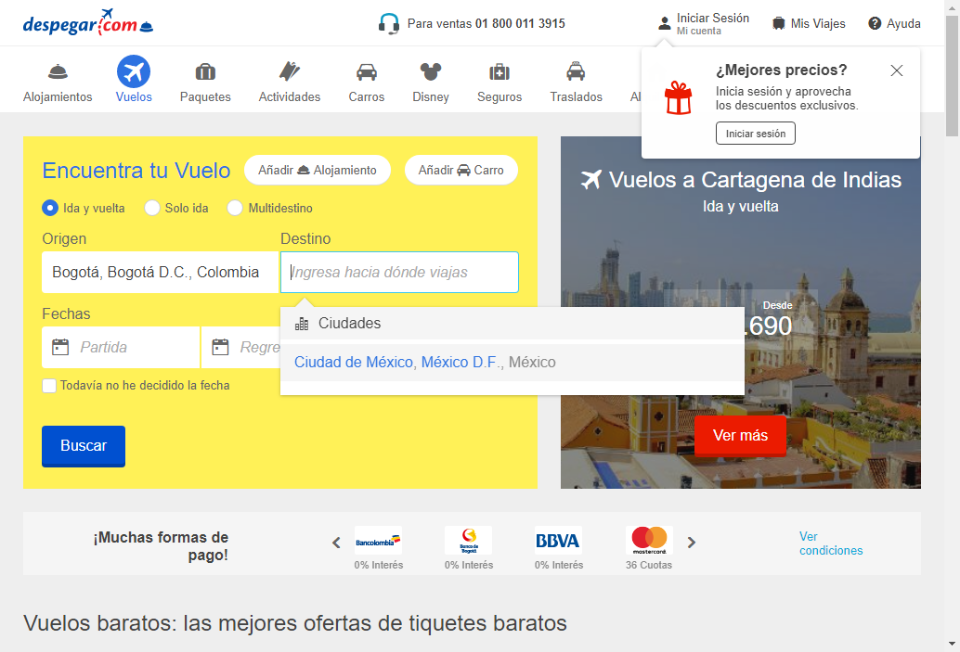 despegar.com
Para ventas 01 800 011 3915
Iniciar Sesión
Mi cuenta
Mis Viajes
Ayuda
Alojamientos
Vuelos
Paquetes
Actividades
Carros
Disney
Seguros
Traslados
Al
¿Mejores precios?
Inicia sesión y aprovecha
los descuentos exclusivos.
Iniciar sesión
Encuentra tu Vuelo
Añadir Alojamiento
Añadir Carro
Ida y vuelta
Solo ida
Multidestino
Origen
Destino
Bogotá, Bogotá D.C., Colombia
Ingresa hacia dónde viajas
Fechas
Partida
Regre
Ciudades
Ciudad de México, México D.F., México
Todavía no he decidido la fecha
Buscar
Vuelos a Cartagena de Indias
Ida y vuelta
Desde
.690
Ver más
¡Muchas formas de
pago!
Bancolombia
0% Interés
Banco de
Bogotá
0% Interés
BBVA
0% Interés
mastercard
36 Cuotas
Ver
condiciones
Vuelos baratos: las mejores ofertas de tiquetes baratos